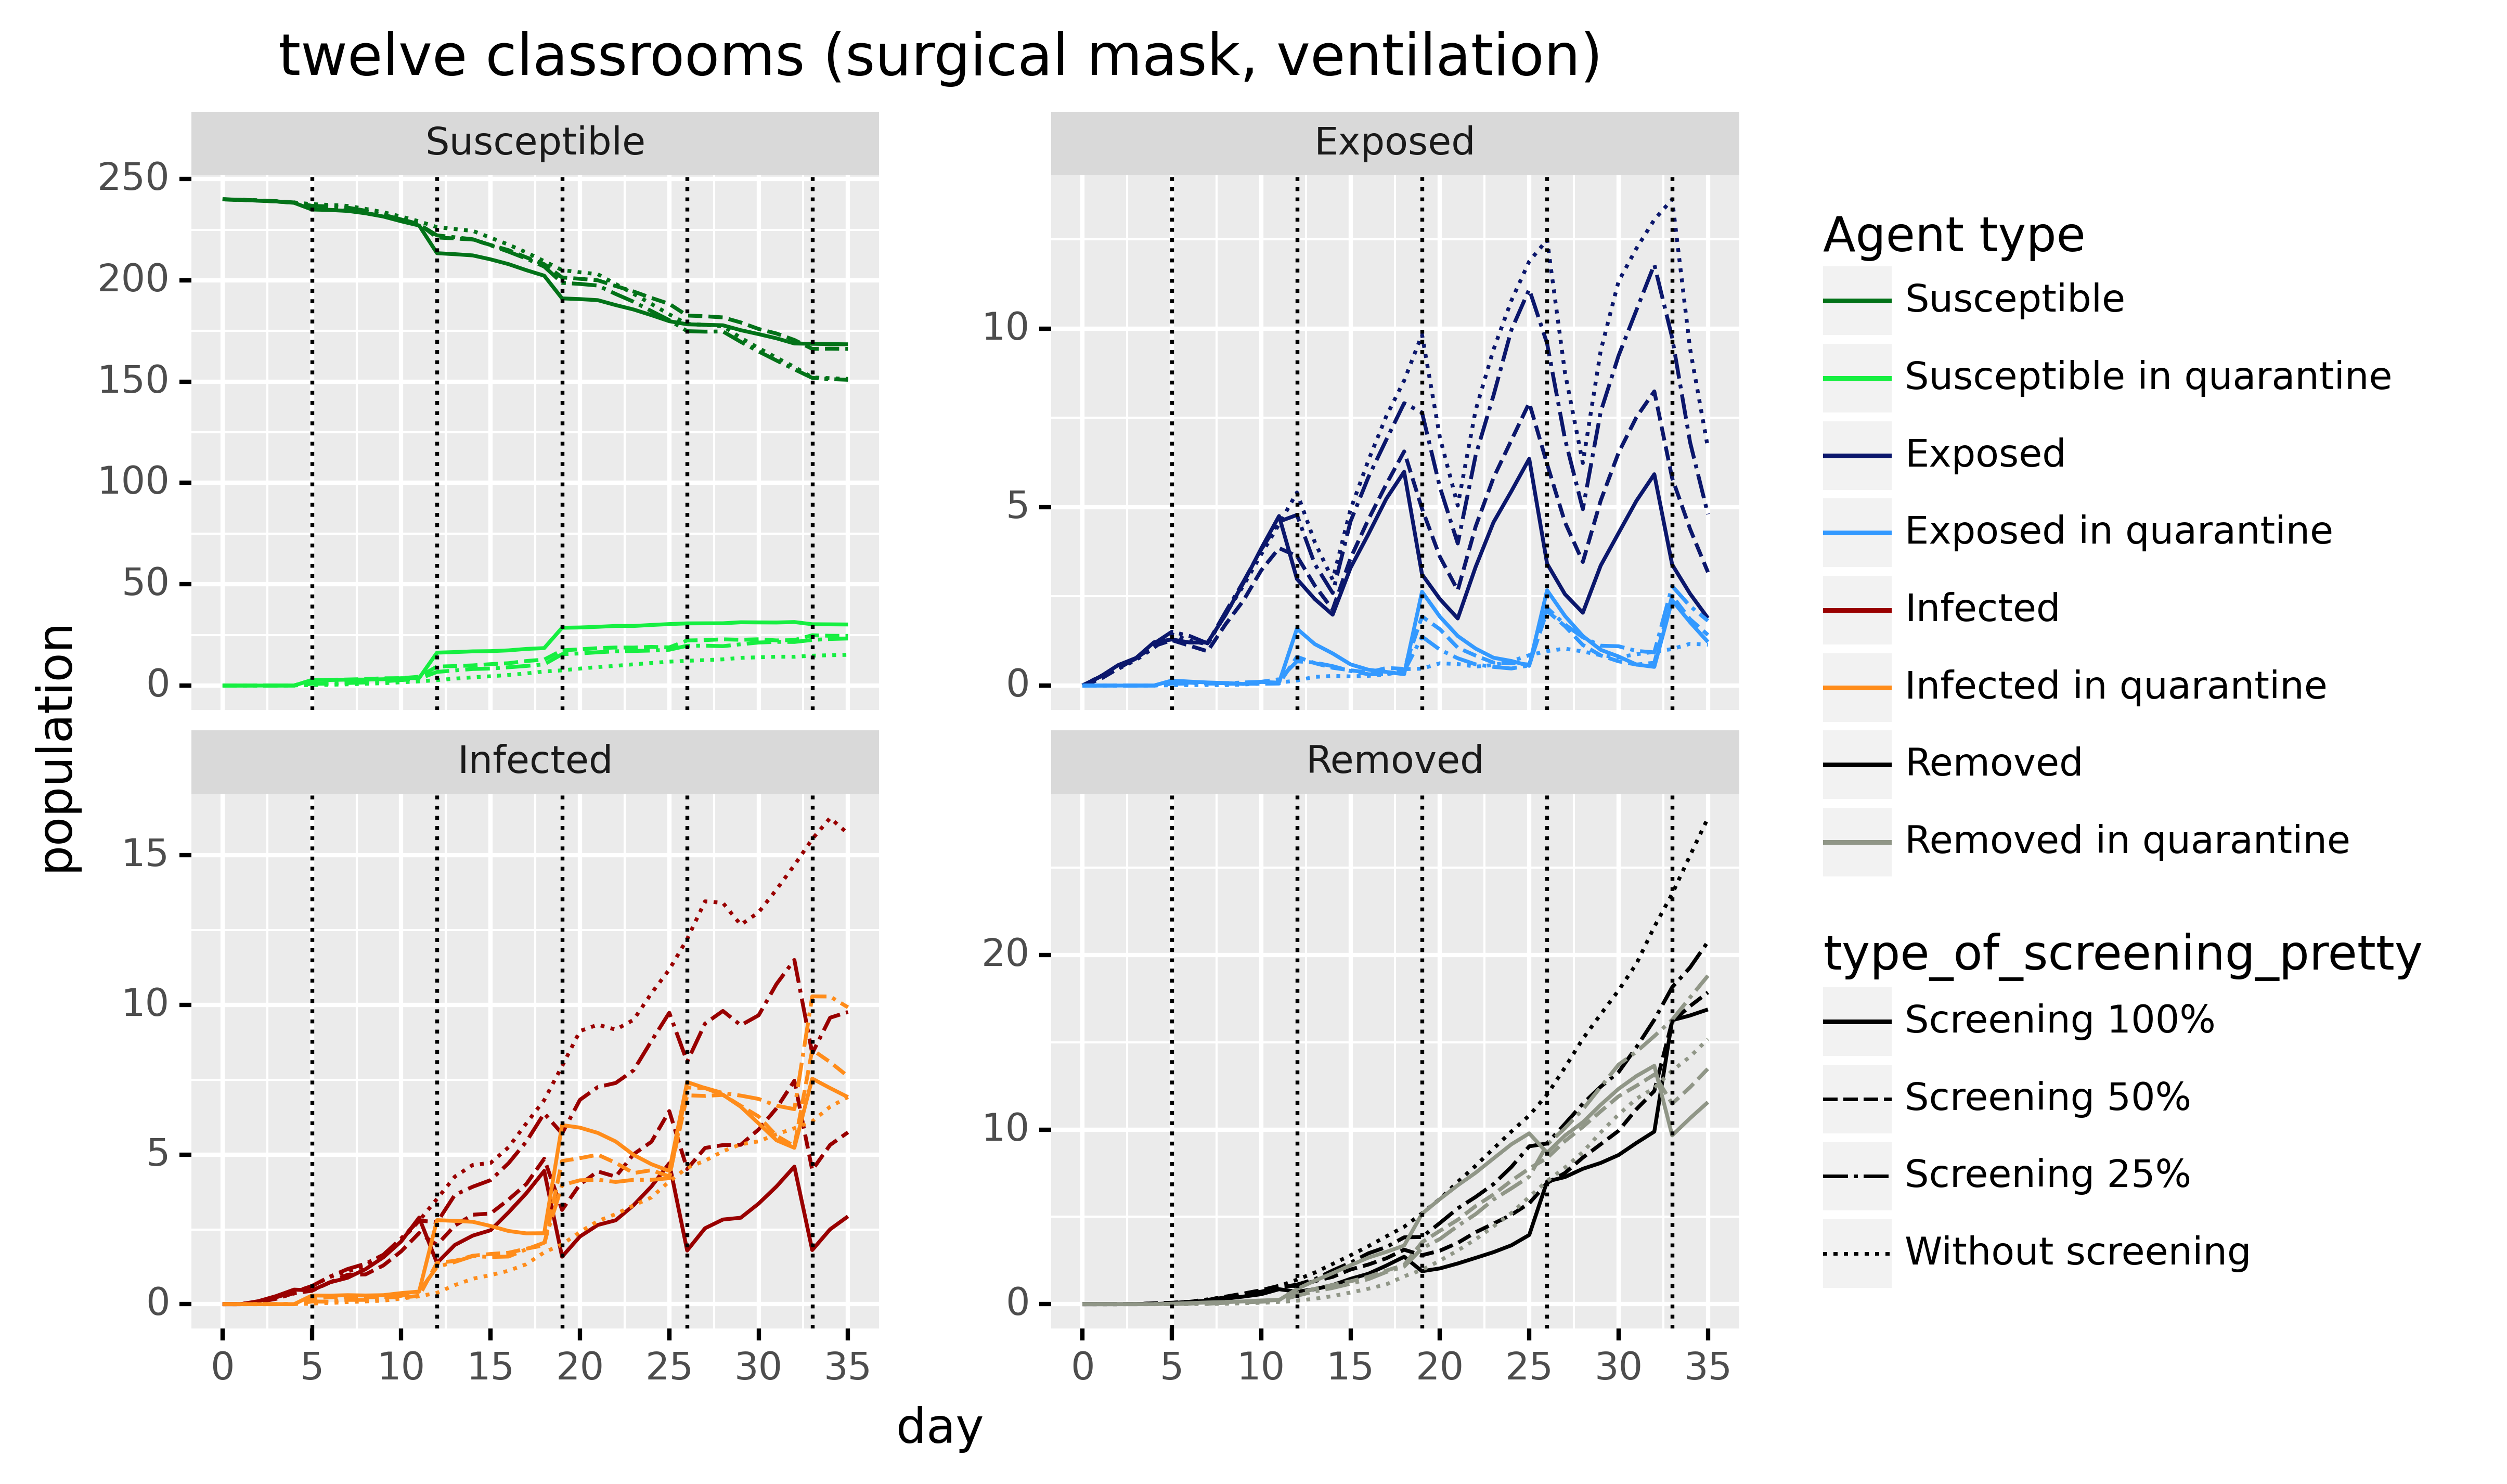 twelve classrooms (surgical mask, ventilation)
Susceptible
Exposed
250
200
150
100
50
0
10
5
0
population
Infected
Removed
15
10
5
0
20
10
0
0 5 10 15 20 25 30 35
0 5 10 15 20 25 30 35
day
Agent type
Susceptible
Susceptible in quarantine
Exposed
Exposed in quarantine
Infected
Infected in quarantine
Removed
Removed in quarantine
type_of_screening_pretty
Screening 100%
Screening 50%
Screening 25%
Without screening